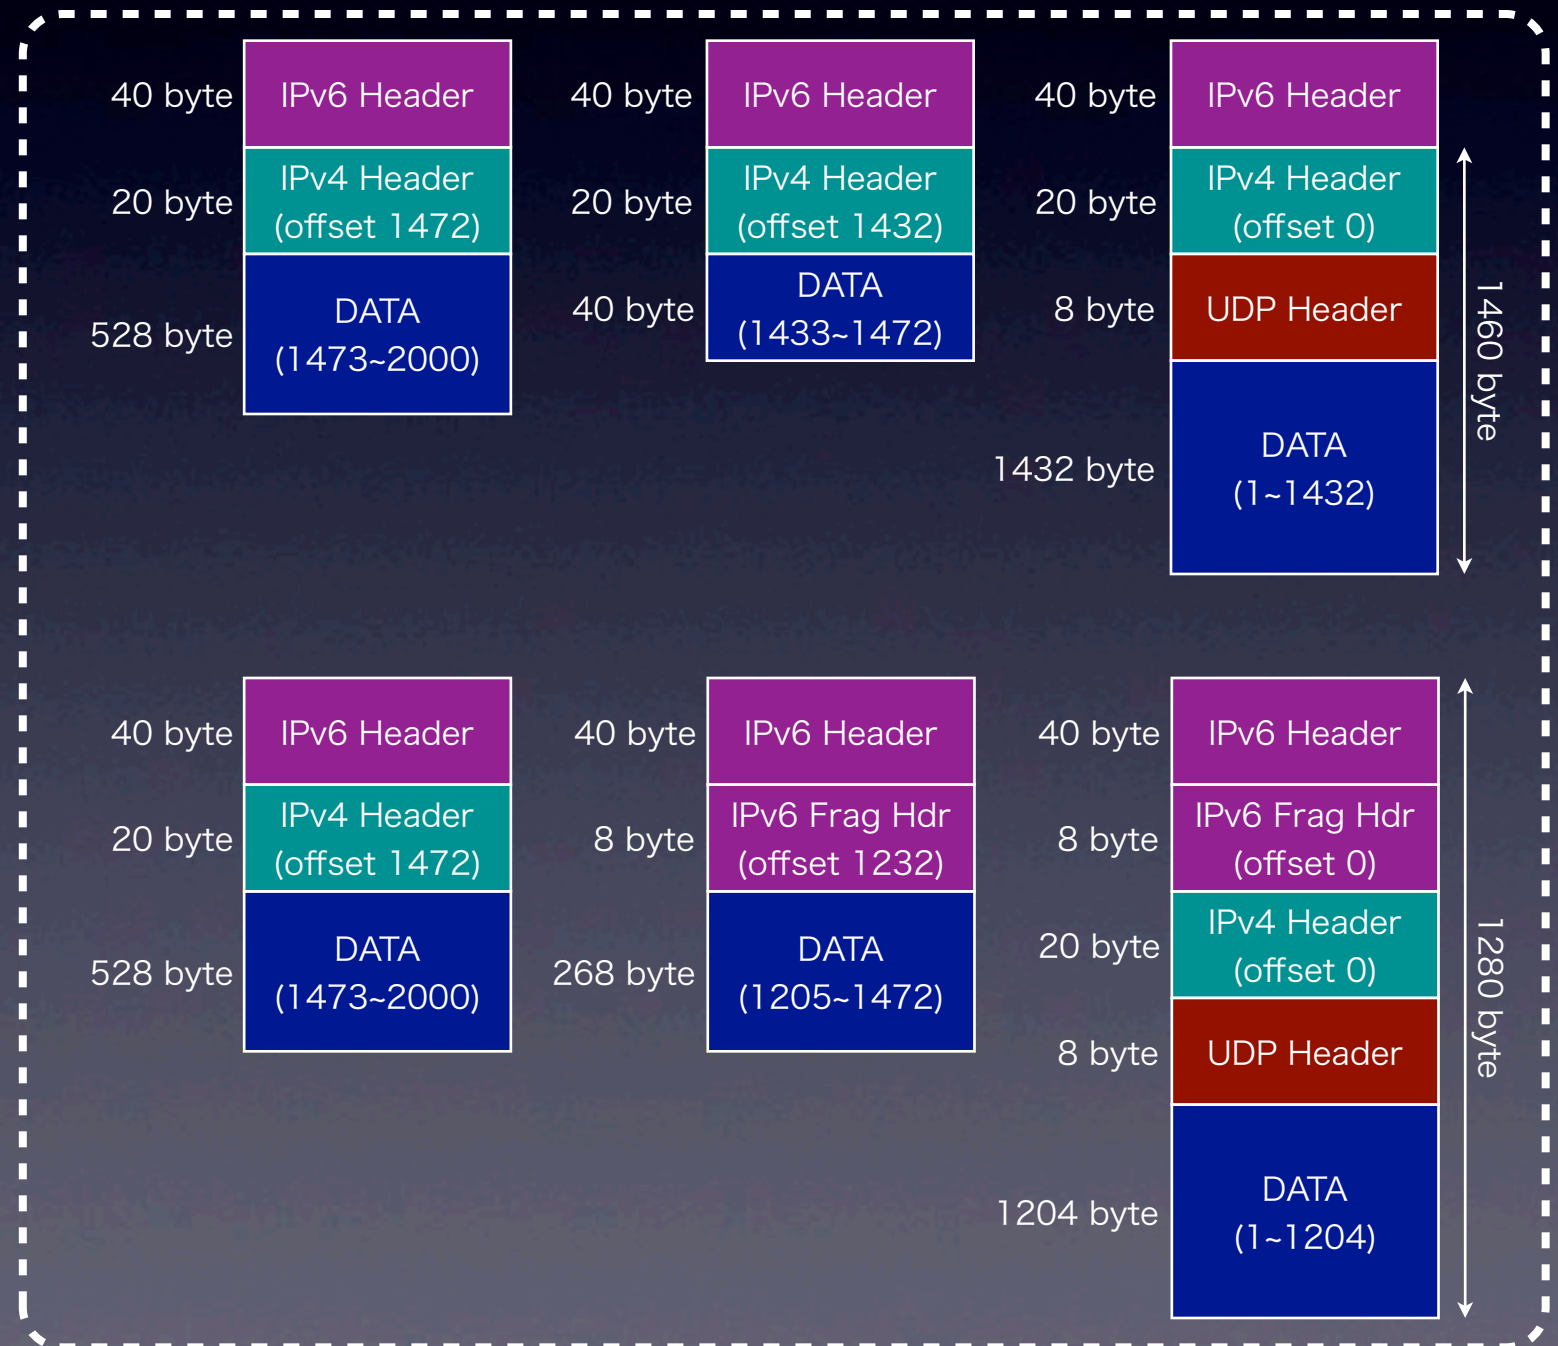 40 byte
IPv6 Header
20 byte
IPv4 Header
(offset 1472)
528 byte
DATA
(1473~2000)
40 byte
IPv6 Header
20 byte
IPv4 Header
(offset 1432)
40 byte
DATA
(1433~1472)
40 byte
IPv6 Header
20 byte
IPv4 Header
(offset 0)
8 byte
UDP Header
1432 byte
DATA
(1~1432)
1460 byte
40 byte
IPv6 Header
20 byte
IPv4 Header
(offset 1472)
528 byte
DATA
(1473~2000)
40 byte
IPv6 Header
8 byte
IPv6 Frag Hdr
(offset 1232)
268 byte
DATA
(1205~1472)
40 byte
IPv6 Header
8 byte
IPv6 Frag Hdr
(offset 0)
20 byte
IPv4 Header
(offset 0)
8 byte
UDP Header
1204 byte
DATA
(1~1204)
1280 byte